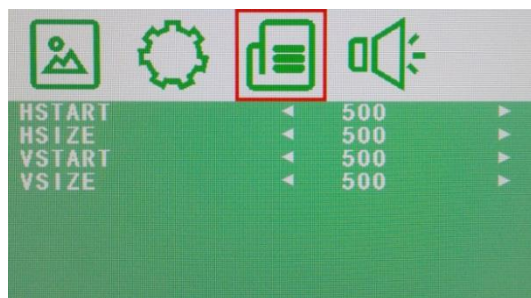 HSTART ◄ 500 ►
HSIZE ◄ 500 ►
VSTART ◄ 500 ►
VSIZE ◄ 500 ►